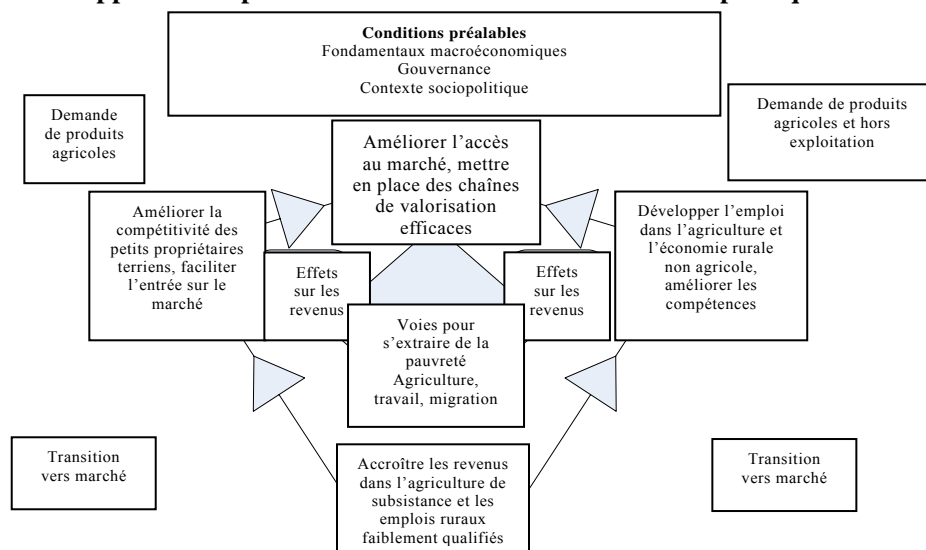 Conditions préalables
Fondamentaux macroéconomiques
Gouvernance
Contexte sociopolitique
Demande
de produits
agricoles
Demande de produits
agricoles et hors
exploitation
Améliorer l’accès
au marché, mettre
en place des chaînes
de valorisation
efficaces
Améliorer la
compétitivité des
petits propriétaires
terriens, faciliter
l’entrée sur le
marché
Développer l’emploi
dans l’agriculture et
l’économie rurale
non agricole,
améliorer les
compétences
Effets
sur les
revenus
Effets
sur les
revenus
Voies pour
s’extraire de la
pauvreté
Agriculture,
travail, migration
Transition
vers marché
Accroître les revenus
dans l’agriculture de
subsistance et les
emplois ruraux
faiblement qualifiés
Transition
vers marché